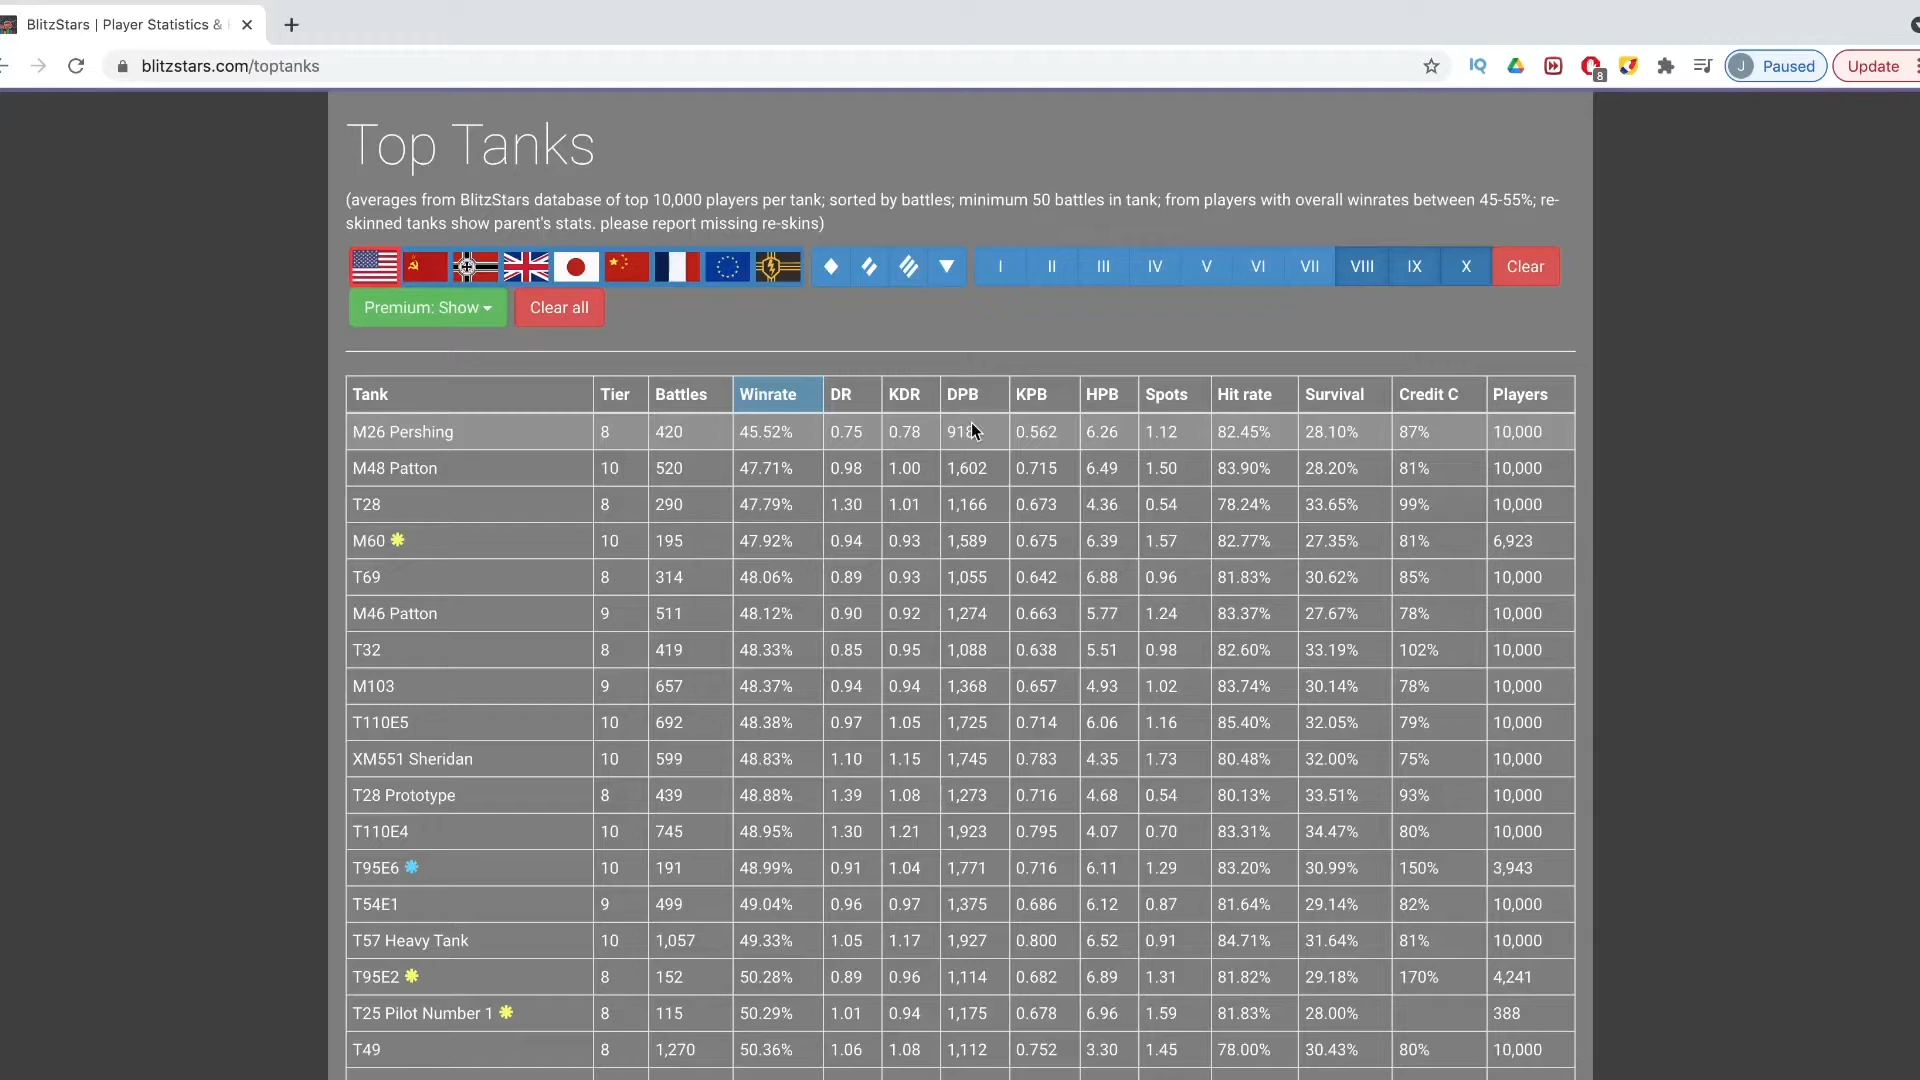 BlitzStars | Player Statistics &
blitzstars.com/toptanks
8
J Paused
Update
Top Tanks
(averages from BlitzStars database of top 10,000 players per tank; sorted by battles; minimum 50 battles in tank; from players with overall winrates between 45-55%; re-
skinned tanks show parent's stats. please report missing re-skins)
I II III IV V VI VII VIII IX X Clear
Premium: Show Clear all
Tank Tier Battles Winrate DR KDR DPB KPB HPB Spots Hit rate Survival Credit C Players
M26 Pershing 8 420 45.52% 0.75 0.78 0.562 6.26 1.12 82.45% 28.10% 87% 10,000
M48 Patton 10 520 47.71% 0.98 1.00 1,602 0.715 6.49 1.50 83.90% 28.20% 81% 10,000
T28 8 290 47.79% 1.30 1.01 1,166 0.673 4.36 0.54 78.24% 33.65% 99% 10,000
M60 10 195 47.92% 0.94 0.93 1,589 0.675 6.39 1.57 82.77% 27.35% 81% 6,923
T69 8 314 48.06% 0.89 0.93 1,055 0.642 6.88 0.96 81.83% 30.62% 85% 10,000
M46 Patton 9 511 48.12% 0.90 0.92 1,274 0.663 5.77 1.24 83.37% 27.67% 78% 10,000
T32 8 419 48.33% 0.85 0.95 1,088 0.638 5.51 0.98 82.60% 33.19% 102% 10,000
M103 9 657 48.37% 0.94 0.94 1,368 0.657 4.93 1.02 83.74% 30.14% 78% 10,000
T110E5 10 692 48.38% 0.97 1.05 1,725 0.714 6.06 1.16 85.40% 32.05% 79% 10,000
XM551 Sheridan 10 599 48.83% 1.10 1.15 1,745 0.783 4.35 1.73 80.48% 32.00% 75% 10,000
T28 Prototype 8 439 48.88% 1.39 1.08 1,273 0.716 4.68 0.54 80.13% 33.51% 93% 10,000
T110E4 10 745 48.95% 1.30 1.21 1,923 0.795 4.07 0.70 83.31% 34.47% 80% 10,000
T95E6 10 191 48.99% 0.91 1.04 1,771 0.716 6.11 1.29 83.20% 30.99% 150% 3,943
T54E1 9 499 49.04% 0.96 0.97 1,375 0.686 6.12 0.87 81.64% 29.14% 82% 10,000
T57 Heavy Tank 10 1,057 49.33% 1.05 1.17 1,927 0.800 6.52 0.91 84.71% 31.64% 81% 10,000
T95E2 8 152 50.28% 0.89 0.96 1,114 0.682 6.89 1.31 81.82% 29.18% 170% 4,241
T25 Pilot Number 1 8 115 50.29% 1.01 0.94 1,175 0.678 6.96 1.59 81.83% 28.00% 388
T49 8 1,270 50.36% 1.06 1.08 1,112 0.752 3.30 1.45 78.00% 30.43% 80% 10,000